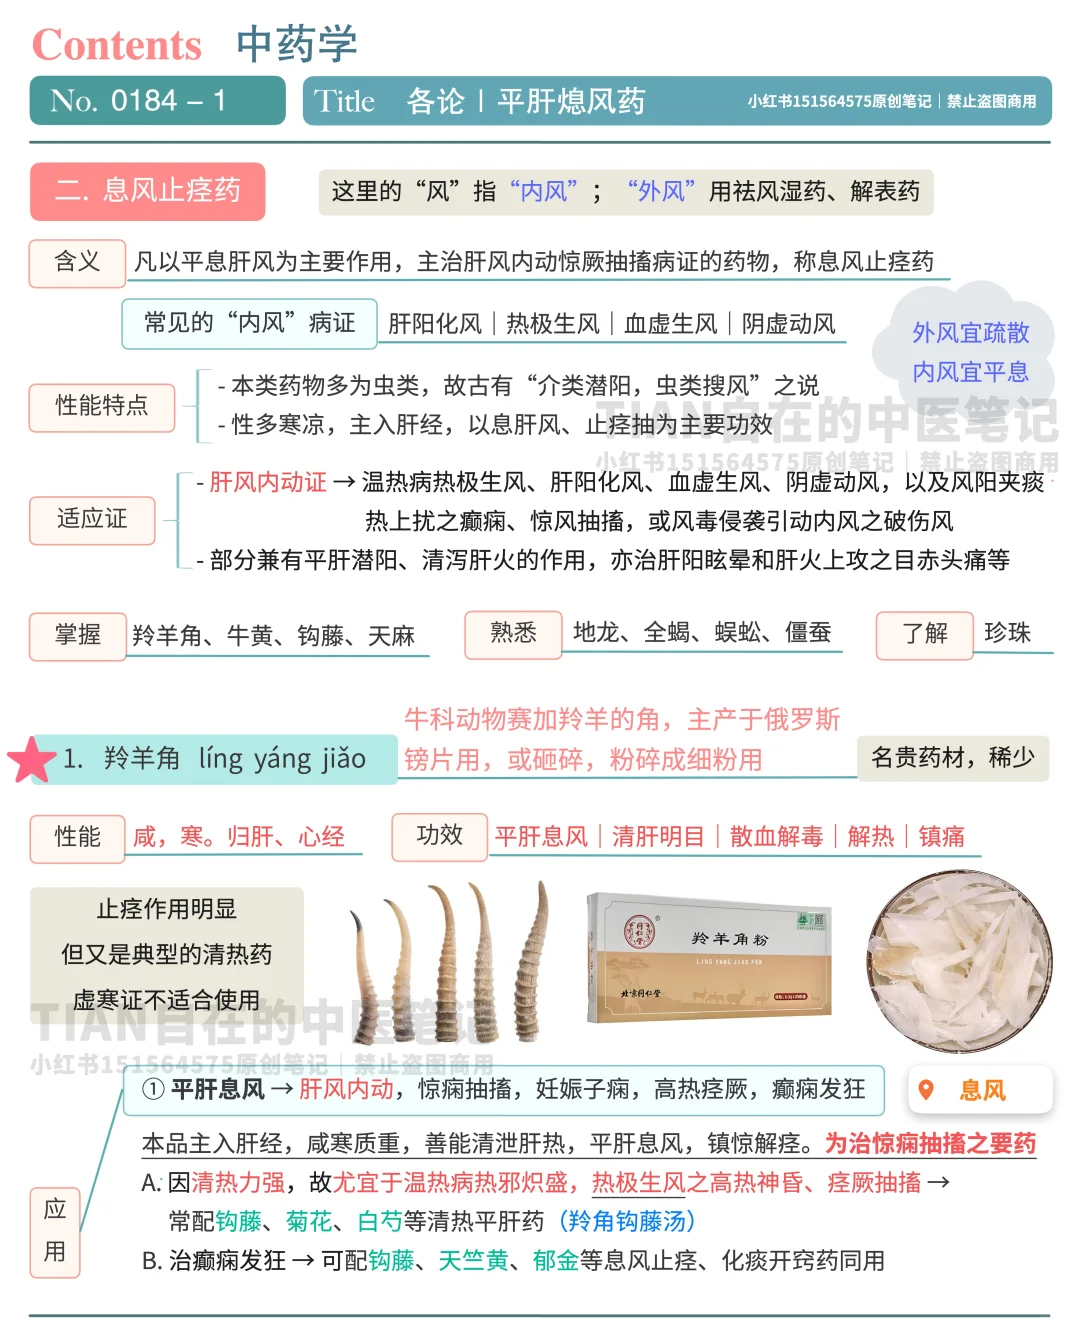 Contents 中药学
No. 0184 – 1
Title 各论丨平肝熄风药
小红书151564575原创笔记｜禁止盗图商用
二. 息风止痉药
这里的“风”指“内风”；“外风”用祛风湿药、解表药
含义
凡以平息肝风为主要作用，主治肝风内动惊厥抽搐病证的药物，称息风止痉药
常见的“内风”病证
肝阳化风｜热极生风｜血虚生风｜阴虚动风
外风宜疏散
内风宜平息
性能特点
- 本类药物多为虫类，故古有“介类潜阳，虫类搜风”之说
- 性多寒凉，主入肝经，以息肝风、止痉抽为主要功效
TIAN自在的中医笔记
小红书151564575原创笔记｜禁止盗图商用
适应证
- 肝风内动证 → 温热病热极生风、肝阳化风、血虚生风、阴虚动风，以及风阳夹痰
热上扰之癫痫、惊风抽搐，或风毒侵袭引动内风之破伤风
- 部分兼有平肝潜阳、清泻肝火的作用，亦治肝阳眩晕和肝火上攻之目赤头痛等
掌握
羚羊角、牛黄、钩藤、天麻
熟悉
地龙、全蝎、蜈蚣、僵蚕
了解
珍珠
牛科动物赛加羚羊的角，主产于俄罗斯
镑片用，或砸碎，粉碎成细粉用
1. 羚羊角 líng yáng jiǎo
名贵药材，稀少
性能
咸，寒。归肝、心经
功效
平肝息风｜清肝明目｜散血解毒｜解热｜镇痛
止痉作用明显
但又是典型的清热药
虚寒证不适合使用
同仁堂
®
羚羊角粉
LING YANG JIAO FEN
北京同仁堂
TIAN自在的中医笔记
小红书151564575原创笔记｜禁止盗图商用
① 平肝息风 → 肝风内动，惊痫抽搐，妊娠子痫，高热痉厥，癫痫发狂
息风
本品主入肝经，咸寒质重，善能清泄肝热，平肝息风，镇惊解痉。为治惊痫抽搐之要药
A. 因清热力强，故尤宜于温热病热邪炽盛，热极生风之高热神昏、痉厥抽搐 →
常配钩藤、菊花、白芍等清热平肝药（羚角钩藤汤）
应用
B. 治癫痫发狂 → 可配钩藤、天竺黄、郁金等息风止痉、化痰开窍药同用